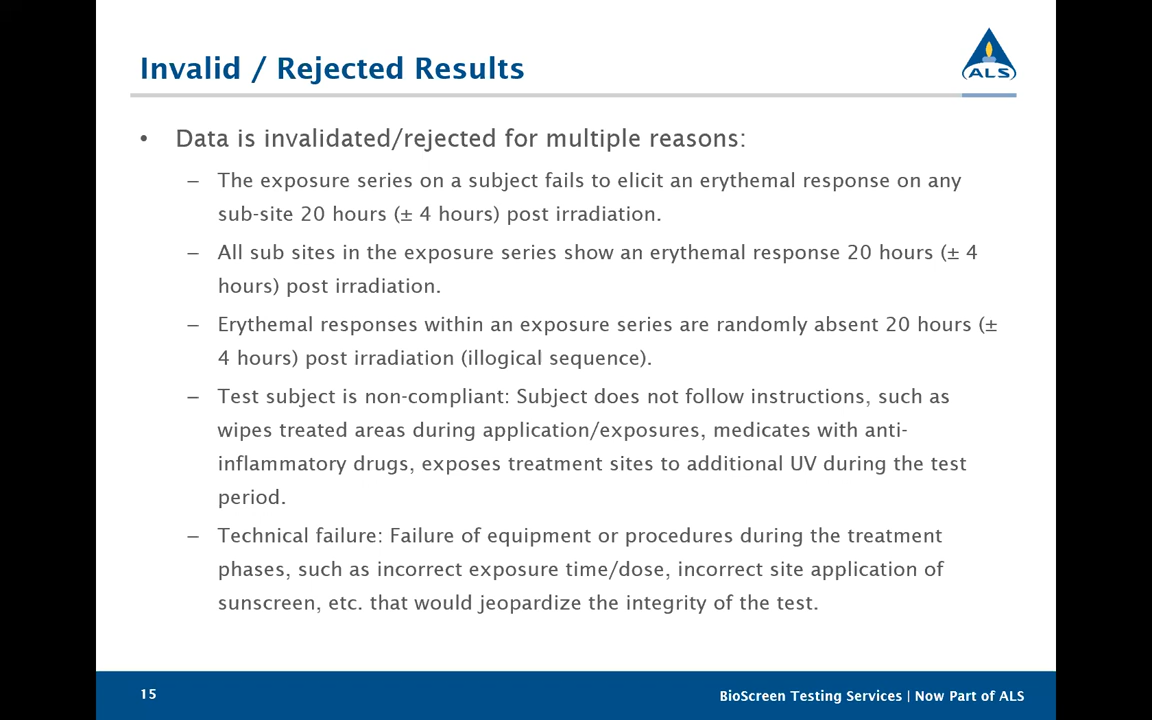 Invalid / Rejected Results
ALS
• Data is invalidated/rejected for multiple reasons:
– The exposure series on a subject fails to elicit an erythemal response on any
sub-site 20 hours (± 4 hours) post irradiation.
– All sub sites in the exposure series show an erythemal response 20 hours (± 4
hours) post irradiation.
– Erythemal responses within an exposure series are randomly absent 20 hours (±
4 hours) post irradiation (illogical sequence).
– Test subject is non-compliant: Subject does not follow instructions, such as
wipes treated areas during application/exposures, medicates with anti-
inflammatory drugs, exposes treatment sites to additional UV during the test
period.
– Technical failure: Failure of equipment or procedures during the treatment
phases, such as incorrect exposure time/dose, incorrect site application of
sunscreen, etc. that would jeopardize the integrity of the test.
15
BioScreen Testing Services | Now Part of ALS